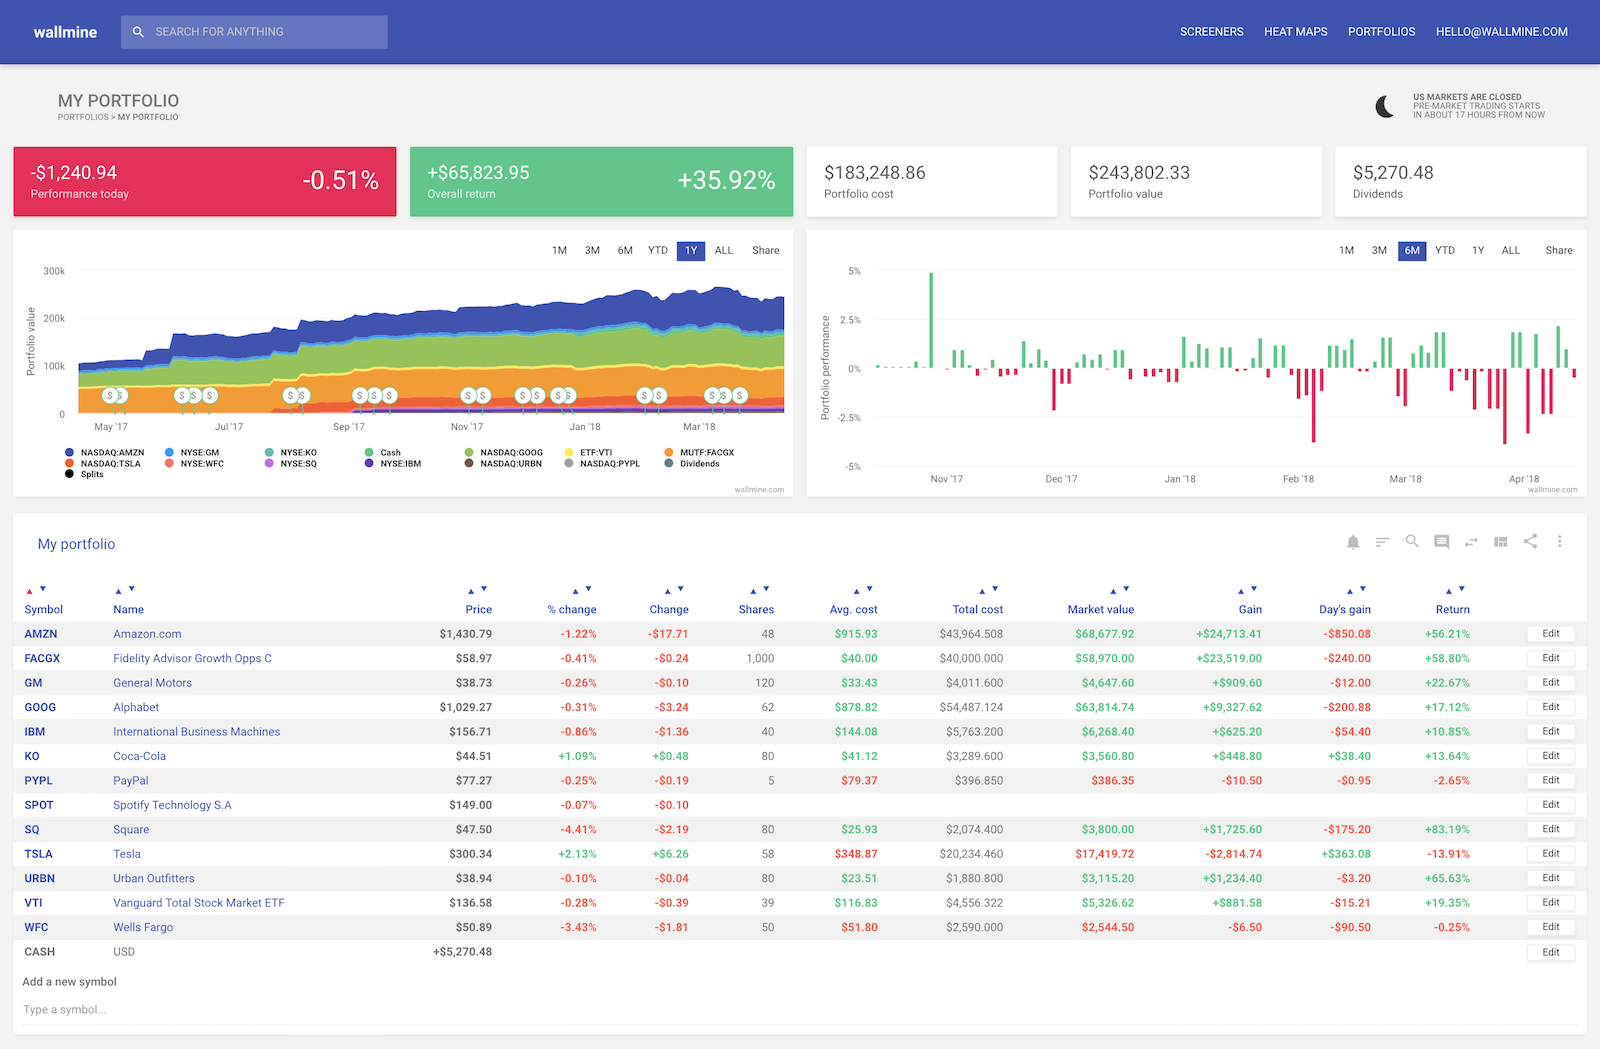 wallmine
SEARCH FOR ANYTHING
SCREENERS HEAT MAPS PORTFOLIOS HELLO@WALLMINE.COM
MY PORTFOLIO
PORTFOLIOS > MY PORTFOLIO
US MARKETS ARE CLOSED
PRE-MARKET TRADING STARTS
IN ABOUT 17 HOURS FROM NOW
-$1,240.94
Performance today
-0.51%
+$65,823.95
Overall return
+35.92%
$183,248.86
Portfolio cost
$243,802.33
Portfolio value
$5,270.48
Dividends
1M 3M 6M YTD 1Y ALL Share
Portfolio value
300k
200k
100k
0
$ $ $ $ $ $ $ $ $ $ $ $ $ $ $ $ $ $ $ $ $
May '17 Jul '17 Sep '17 Nov '17 Jan '18 Mar '18
NASDAQ:AMZN NYSE:GM NYSE:KO Cash NASDAQ:GOOG ETF:VTI MUTF:FACGX
NASDAQ:TSLA NYSE:WFC NYSE:SQ NYSE:IBM NASDAQ:URBN NASDAQ:PYPL Dividends
Splits
wallmine.com
1M 3M 6M YTD 1Y ALL Share
Portfolio performance
5%
2.5%
0%
-2.5%
-5%
Nov '17 Dec '17 Jan '18 Feb '18 Mar '18 Apr '18
wallmine.com
My portfolio
Symbol Name Price % change Change Shares Avg. cost Total cost Market value Gain Day's gain Return
AMZN Amazon.com $1,430.79 -1.22% -$17.71 48 $915.93 $43,964.508 $68,677.92 +$24,713.41 -$850.08 +56.21% Edit
FACGX Fidelity Advisor Growth Opps C $58.97 -0.41% -$0.24 1,000 $40.00 $40,000.000 $58,970.00 +$23,519.00 -$240.00 +58.80% Edit
GM General Motors $38.73 -0.26% -$0.10 120 $33.43 $4,011.600 $4,647.60 +$909.60 -$12.00 +22.67% Edit
GOOG Alphabet $1,029.27 -0.31% -$3.24 62 $878.82 $54,487.124 $63,814.74 +$9,327.62 -$200.88 +17.12% Edit
IBM International Business Machines $156.71 -0.86% -$1.36 40 $144.08 $5,763.200 $6,268.40 +$625.20 -$54.40 +10.85% Edit
KO Coca-Cola $44.51 +1.09% +$0.48 80 $41.12 $3,289.600 $3,560.80 +$448.80 +$38.40 +13.64% Edit
PYPL PayPal $77.27 -0.25% -$0.19 5 $79.37 $396.850 $386.35 -$10.50 -$0.95 -2.65% Edit
SPOT Spotify Technology S.A $149.00 -0.07% -$0.10 Edit
SQ Square $47.50 -4.41% -$2.19 80 $25.93 $2,074.400 $3,800.00 +$1,725.60 -$175.20 +83.19% Edit
TSLA Tesla $300.34 +2.13% +$6.26 58 $348.87 $20,234.460 $17,419.72 -$2,814.74 +$363.08 -13.91% Edit
URBN Urban Outfitters $38.94 -0.10% -$0.04 80 $23.51 $1,880.800 $3,115.20 +$1,234.40 -$3.20 +65.63% Edit
VTI Vanguard Total Stock Market ETF $136.58 -0.28% -$0.39 39 $116.83 $4,556.322 $5,326.62 +$881.58 -$15.21 +19.35% Edit
WFC Wells Fargo $50.89 -3.43% -$1.81 50 $51.80 $2,590.000 $2,544.50 -$6.50 -$90.50 -0.25% Edit
CASH USD +$5,270.48 Edit
Add a new symbol
Type a symbol...